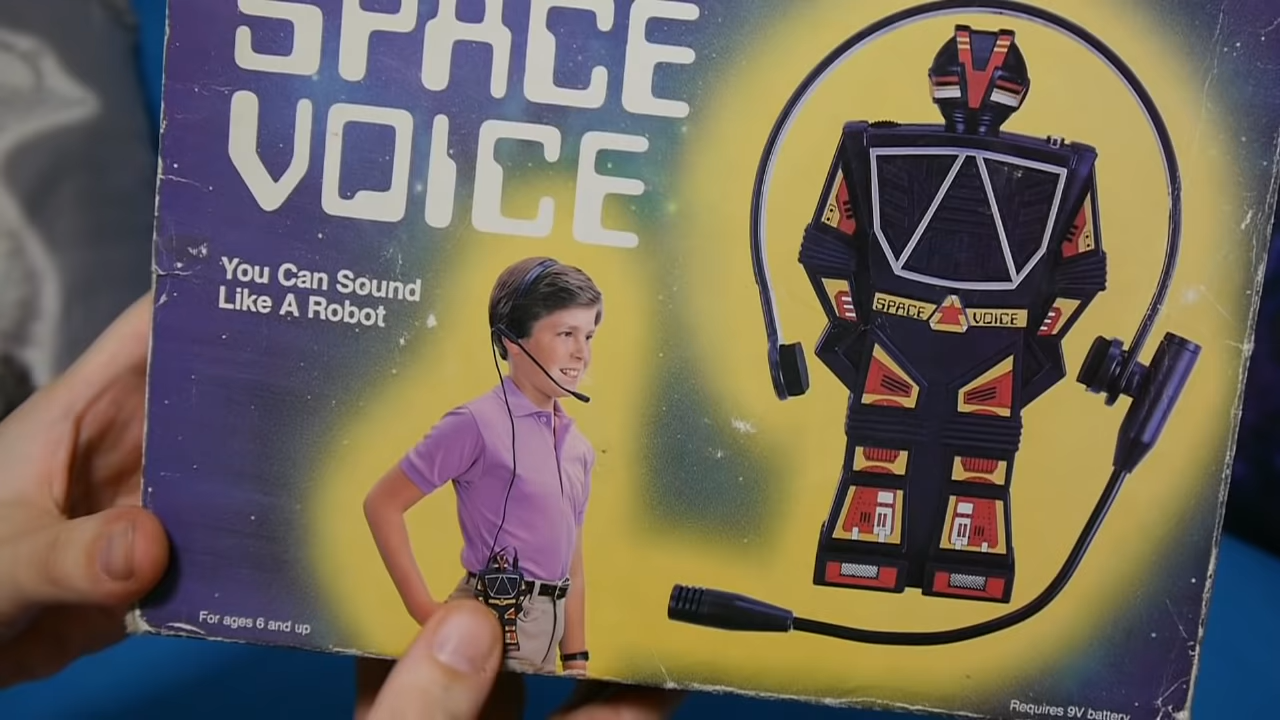 SPACE
VOICE
You Can Sound
Like A Robot
SPACE VOICE
For ages 6 and up
Requires 9V battery